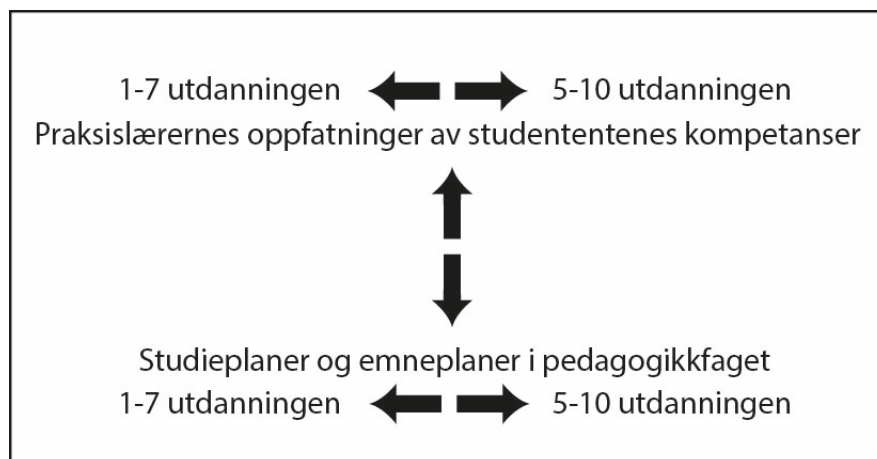 1-7 utdanningen 5-10 utdanningen
Praksislærernes oppfatninger av studententenes kompetanser
Studieplaner og emneplaner i pedagogikkfaget
1-7 utdanningen 5-10 utdanningen